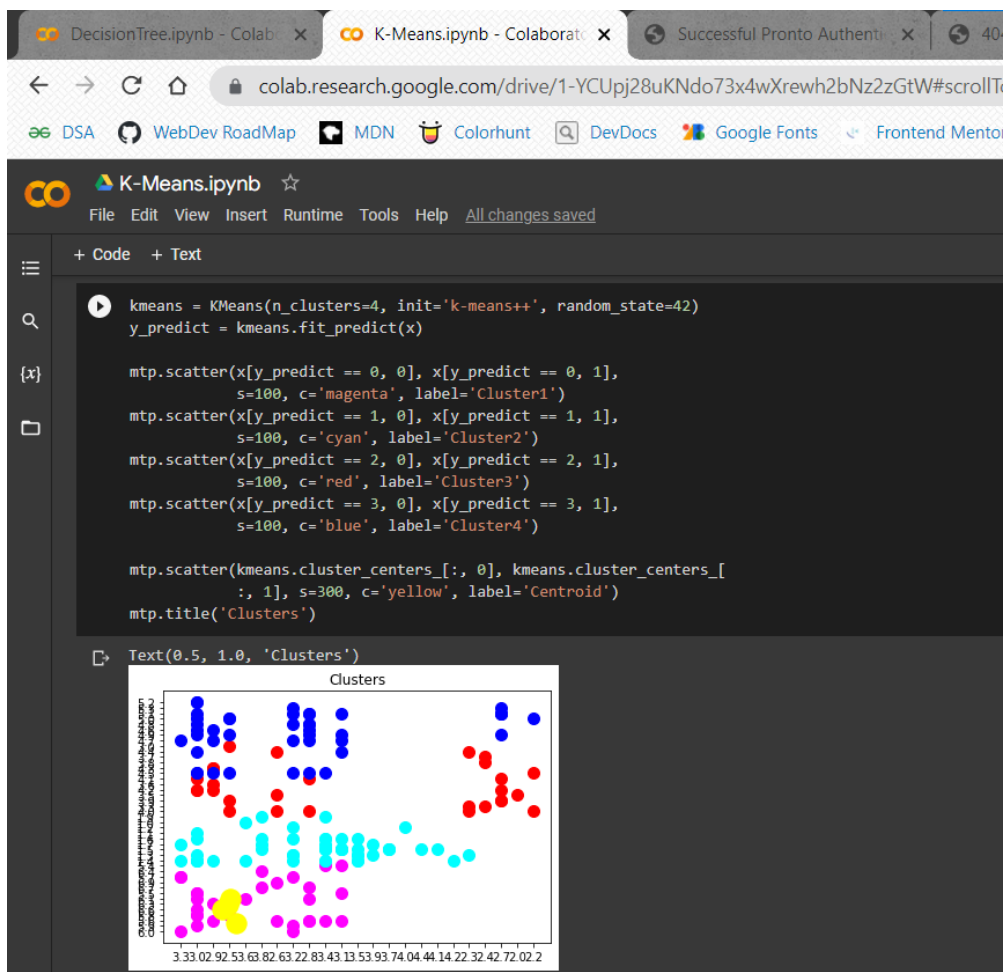 DecisionTree.ipynb - Colab
K-Means.ipynb - Colaborat
Successful Pronto Authenti
404
colab.research.google.com/drive/1-YCUpj28uKNdo73x4wXrewh2bNz2zGtW#scrollTo
DSA WebDev RoadMap MDN Colorhunt DevDocs Google Fonts Frontend Mentor
K-Means.ipynb
File Edit View Insert Runtime Tools Help All changes saved
+ Code + Text
{x}
kmeans = KMeans(n_clusters=4, init='k-means++', random_state=42)
y_predict = kmeans.fit_predict(x)
mtp.scatter(x[y_predict == 0, 0], x[y_predict == 0, 1],
s=100, c='magenta', label='Cluster1')
mtp.scatter(x[y_predict == 1, 0], x[y_predict == 1, 1],
s=100, c='cyan', label='Cluster2')
mtp.scatter(x[y_predict == 2, 0], x[y_predict == 2, 1],
s=100, c='red', label='Cluster3')
mtp.scatter(x[y_predict == 3, 0], x[y_predict == 3, 1],
s=100, c='blue', label='Cluster4')
mtp.scatter(kmeans.cluster_centers_[:, 0], kmeans.cluster_centers_[
:, 1], s=300, c='yellow', label='Centroid')
mtp.title('Clusters')
Text(0.5, 1.0, 'Clusters')
Clusters
3.33.02.92.53.63.82.63.22.83.43.13.53.93.74.04.44.14.22.32.42.72.02.2